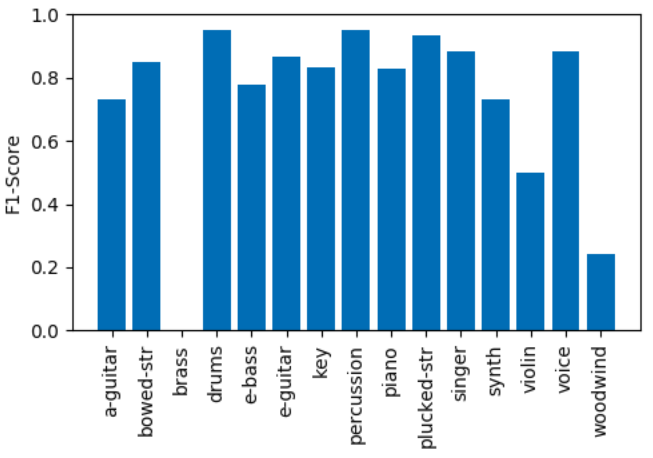 1.0
0.8
0.6
0.4
0.2
0.0
F1-Score
a-guitar
bowed-str
brass
drums
e-bass
e-guitar
key
percussion
piano
plucked-str
singer
synth
violin
voice
woodwind